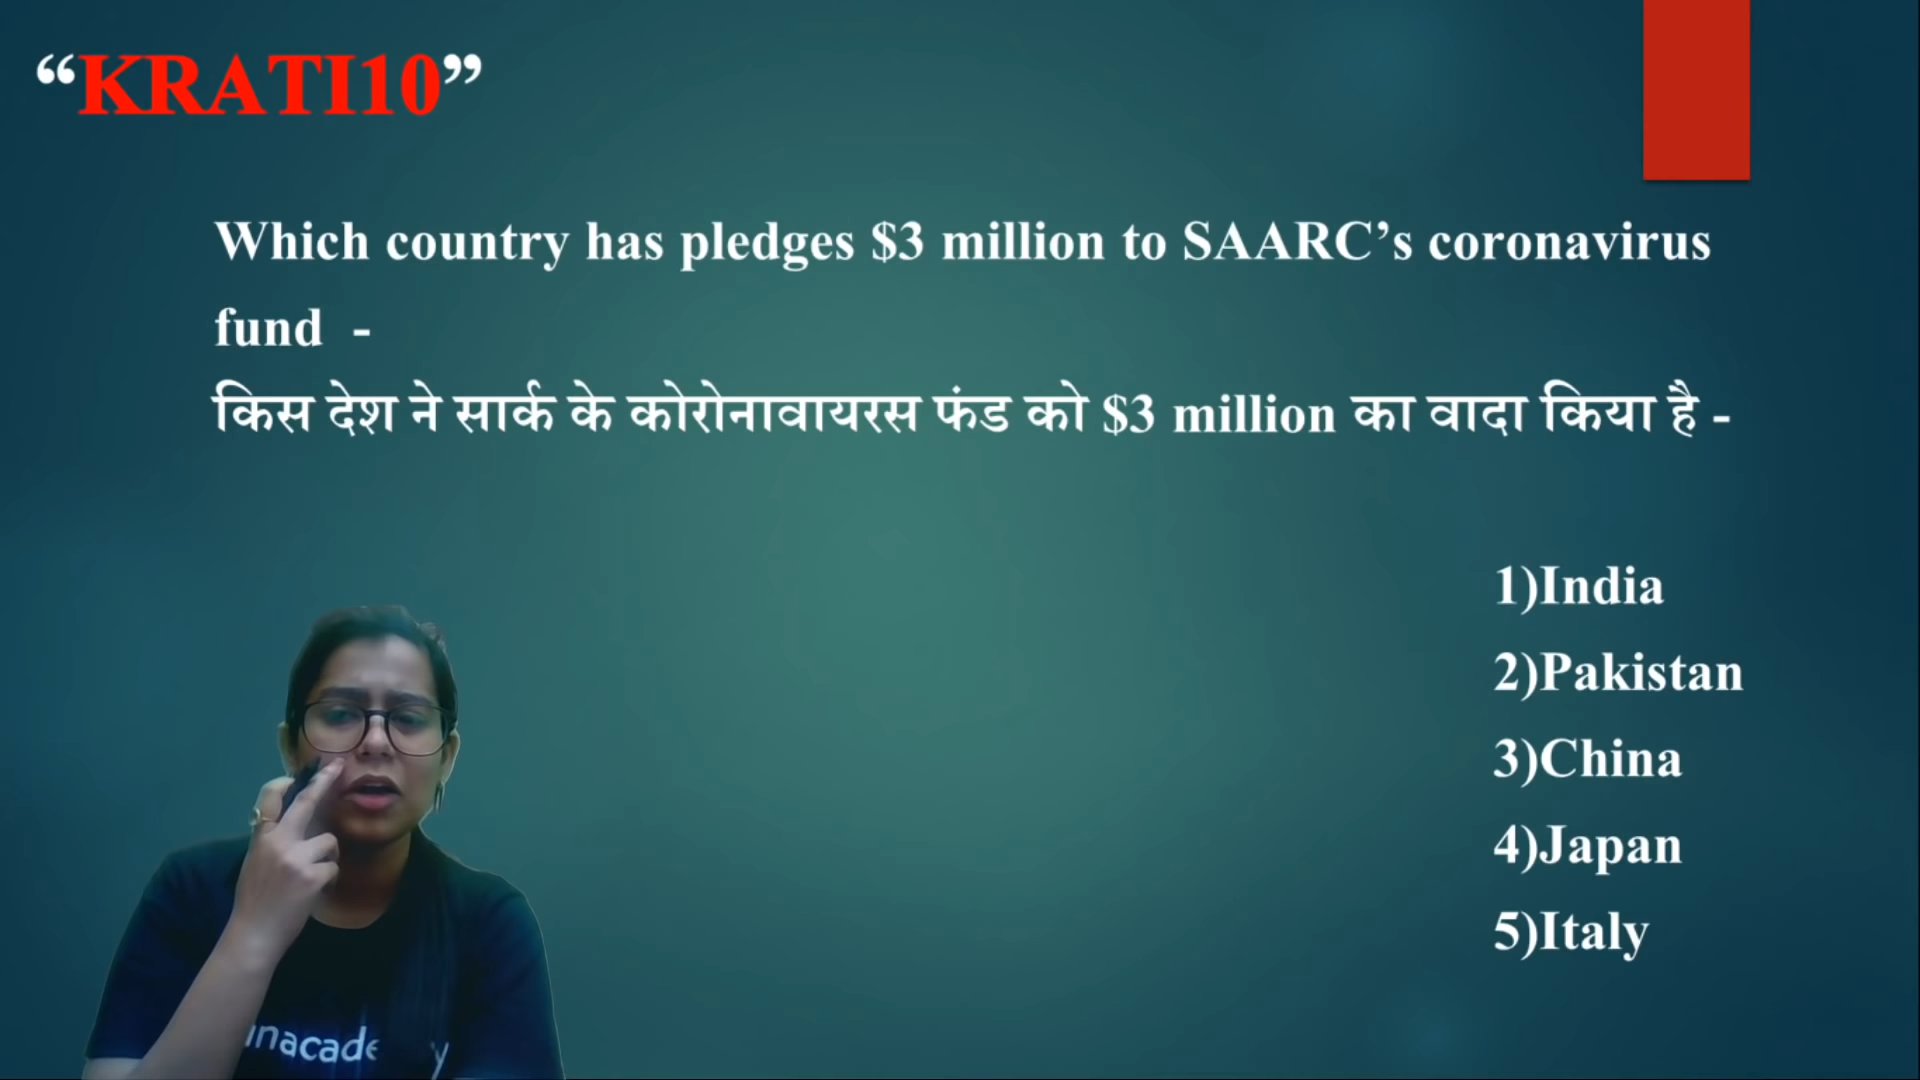 “KRATI10”
Which country has pledges $3 million to SAARC’s coronavirus
fund -
किस देश ने सार्क के कोरोनावायरस फंड को $3 million का वादा किया है -
1)India
2)Pakistan
3)China
4)Japan
5)Italy
unacade y